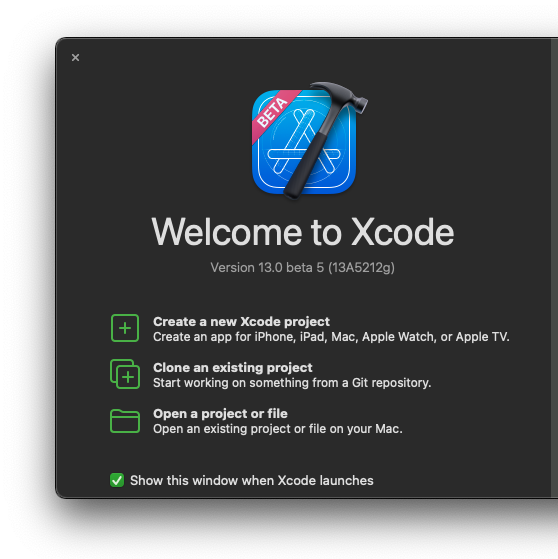 BETA
Welcome to Xcode
Version 13.0 beta 5 (13A5212g)
Create a new Xcode project
Create an app for iPhone, iPad, Mac, Apple Watch, or Apple TV.
Clone an existing project
Start working on something from a Git repository.
Open a project or file
Open an existing project or file on your Mac.
Show this window when Xcode launches